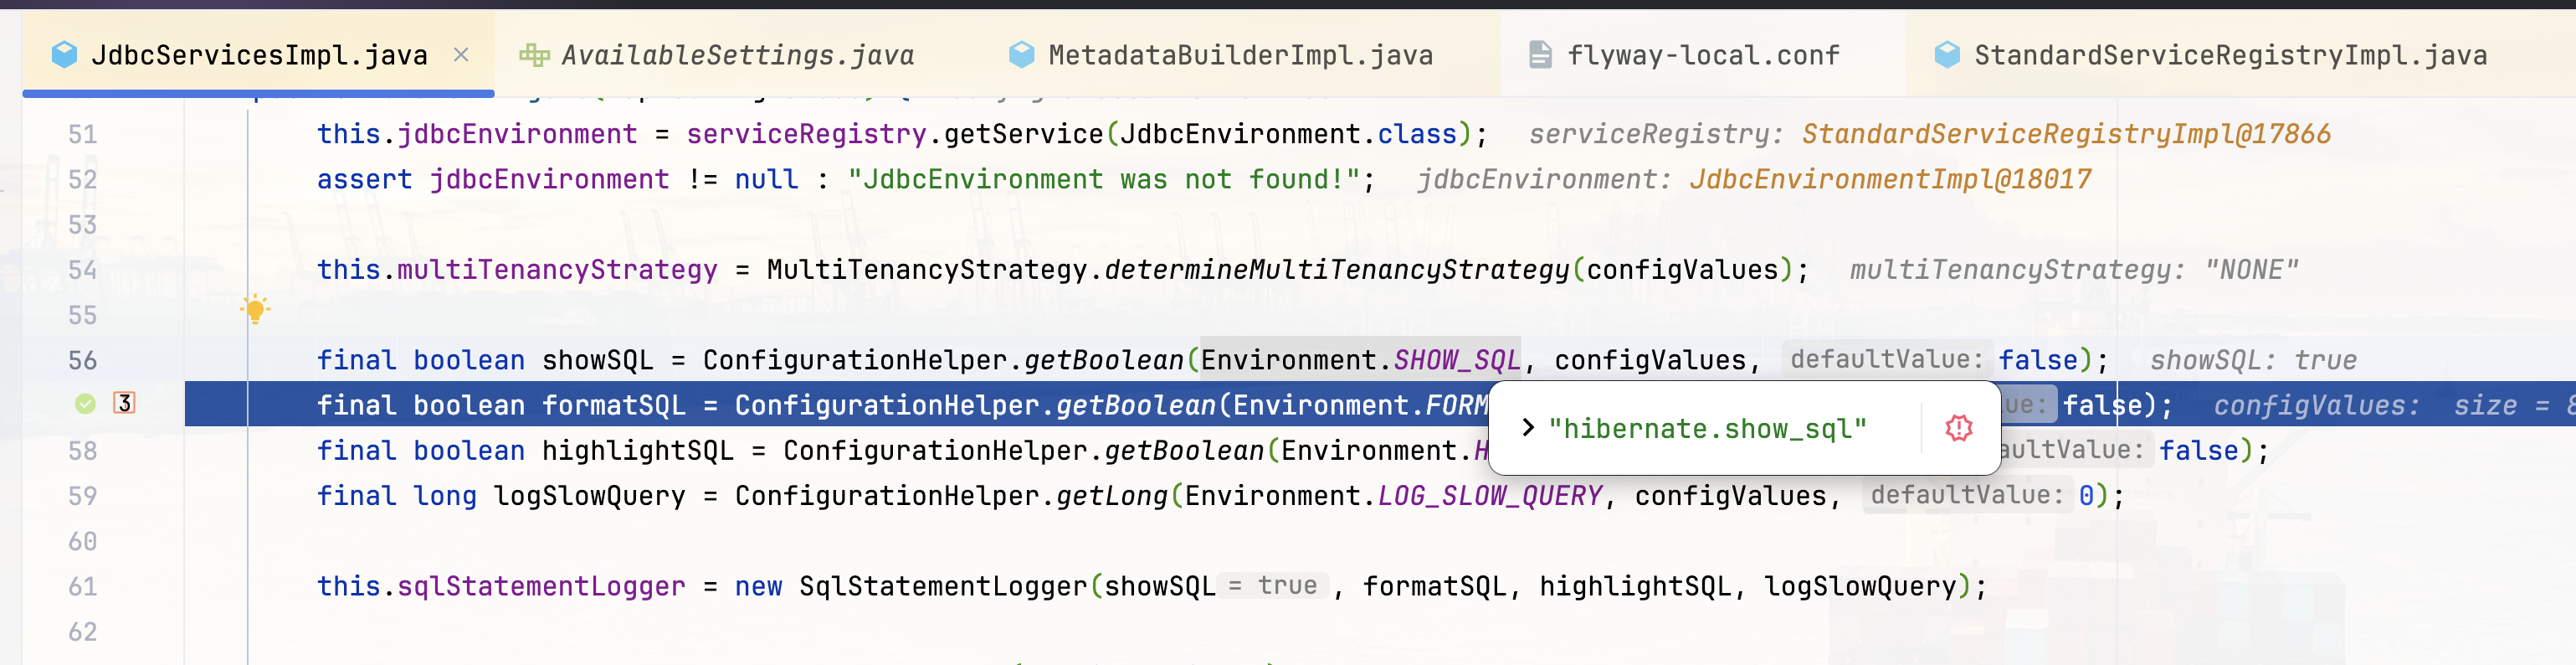 JdbcServicesImpl.java × AvailableSettings.java MetadataBuilderImpl.java flyway-local.conf StandardServiceRegistryImpl.java
51 this.jdbcEnvironment = serviceRegistry.getService(JdbcEnvironment.class); serviceRegistry: StandardServiceRegistryImpl@17866
52 assert jdbcEnvironment != null : "JdbcEnvironment was not found!"; jdbcEnvironment: JdbcEnvironmentImpl@18017
53
54 this.multiTenancyStrategy = MultiTenancyStrategy.determineMultiTenancyStrategy(configValues); multiTenancyStrategy: "NONE"
55
56 final boolean showSQL = ConfigurationHelper.getBoolean(Environment.SHOW_SQL, configValues, defaultValue: false); showSQL: true
3 final boolean formatSQL = ConfigurationHelper.getBoolean(Environment.FORM false); configValues: size = 8
"hibernate.show_sql"
58 final boolean highlightSQL = ConfigurationHelper.getBoolean(Environment.H aultValue: false);
59 final long logSlowQuery = ConfigurationHelper.getLong(Environment.LOG_SLOW_QUERY, configValues, defaultValue: 0);
60
61 this.sqlStatementLogger = new SqlStatementLogger(showSQL = true, formatSQL, highlightSQL, logSlowQuery);
62